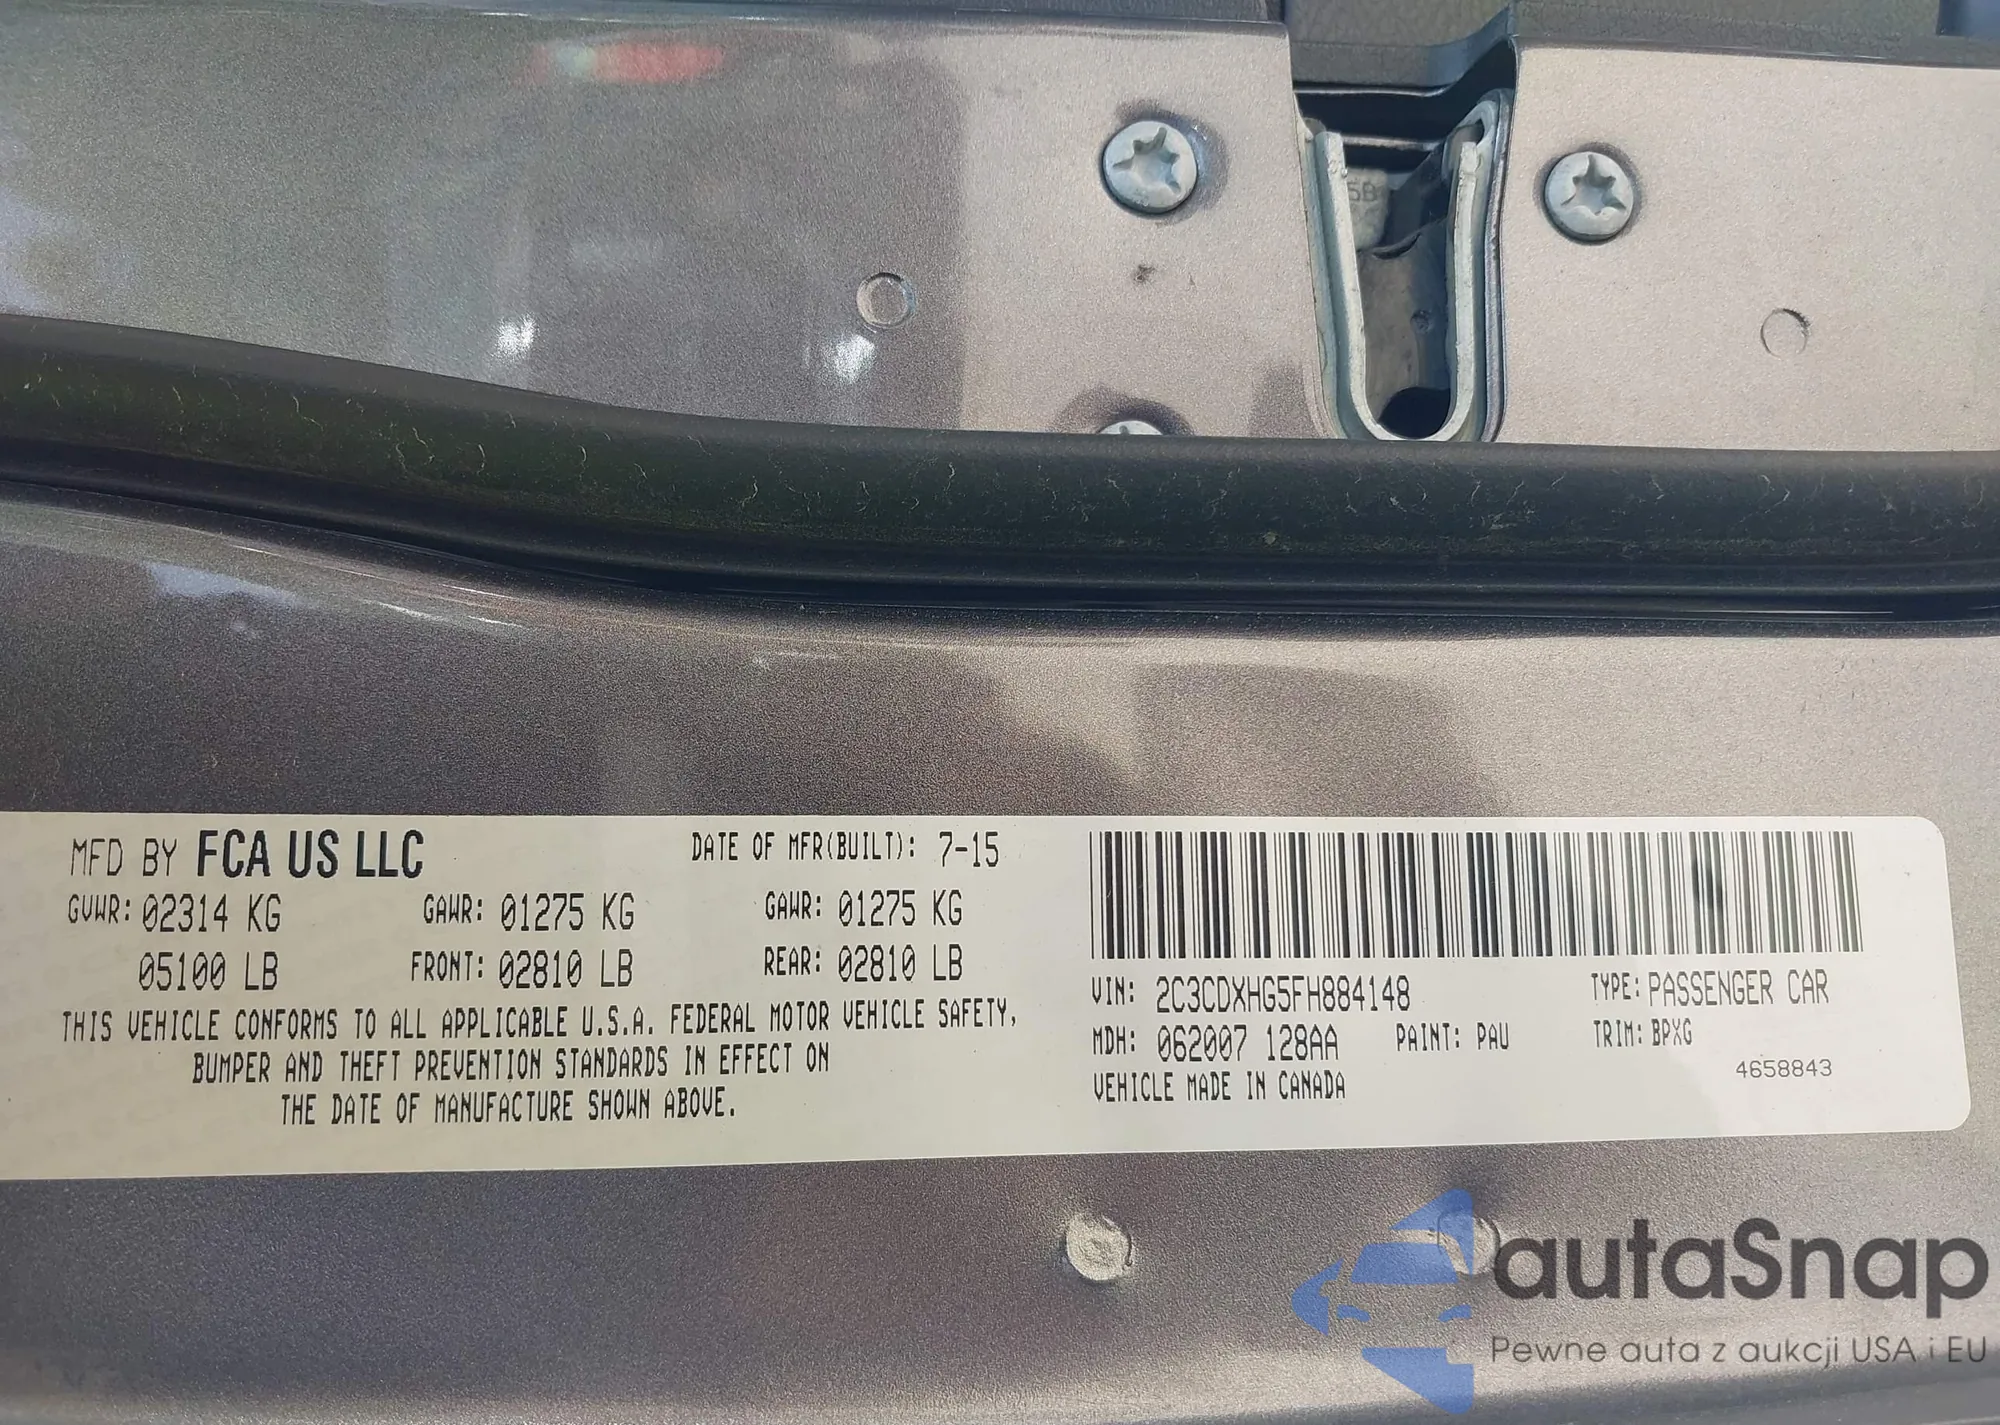 5B
MFD BY FCA US LLC
DATE OF MFR(BUILT): 7-15
GVWR: 02314 KG
GAWR: 01275 KG
GAWR: 01275 KG
05100 LB
FRONT: 02810 LB
REAR: 02810 LB
THIS VEHICLE CONFORMS TO ALL APPLICABLE U.S.A. FEDERAL MOTOR VEHICLE SAFETY,
BUMPER AND THEFT PREVENTION STANDARDS IN EFFECT ON
THE DATE OF MANUFACTURE SHOWN ABOVE.
VIN: 2C3CDXHG5FH884148
TYPE: PASSENGER CAR
MDH: 062007 128AA
PAINT: PAU
TRIM: BPXG
VEHICLE MADE IN CANADA
4658843
autaSnap
Pewne auta z aukcji USA i EU